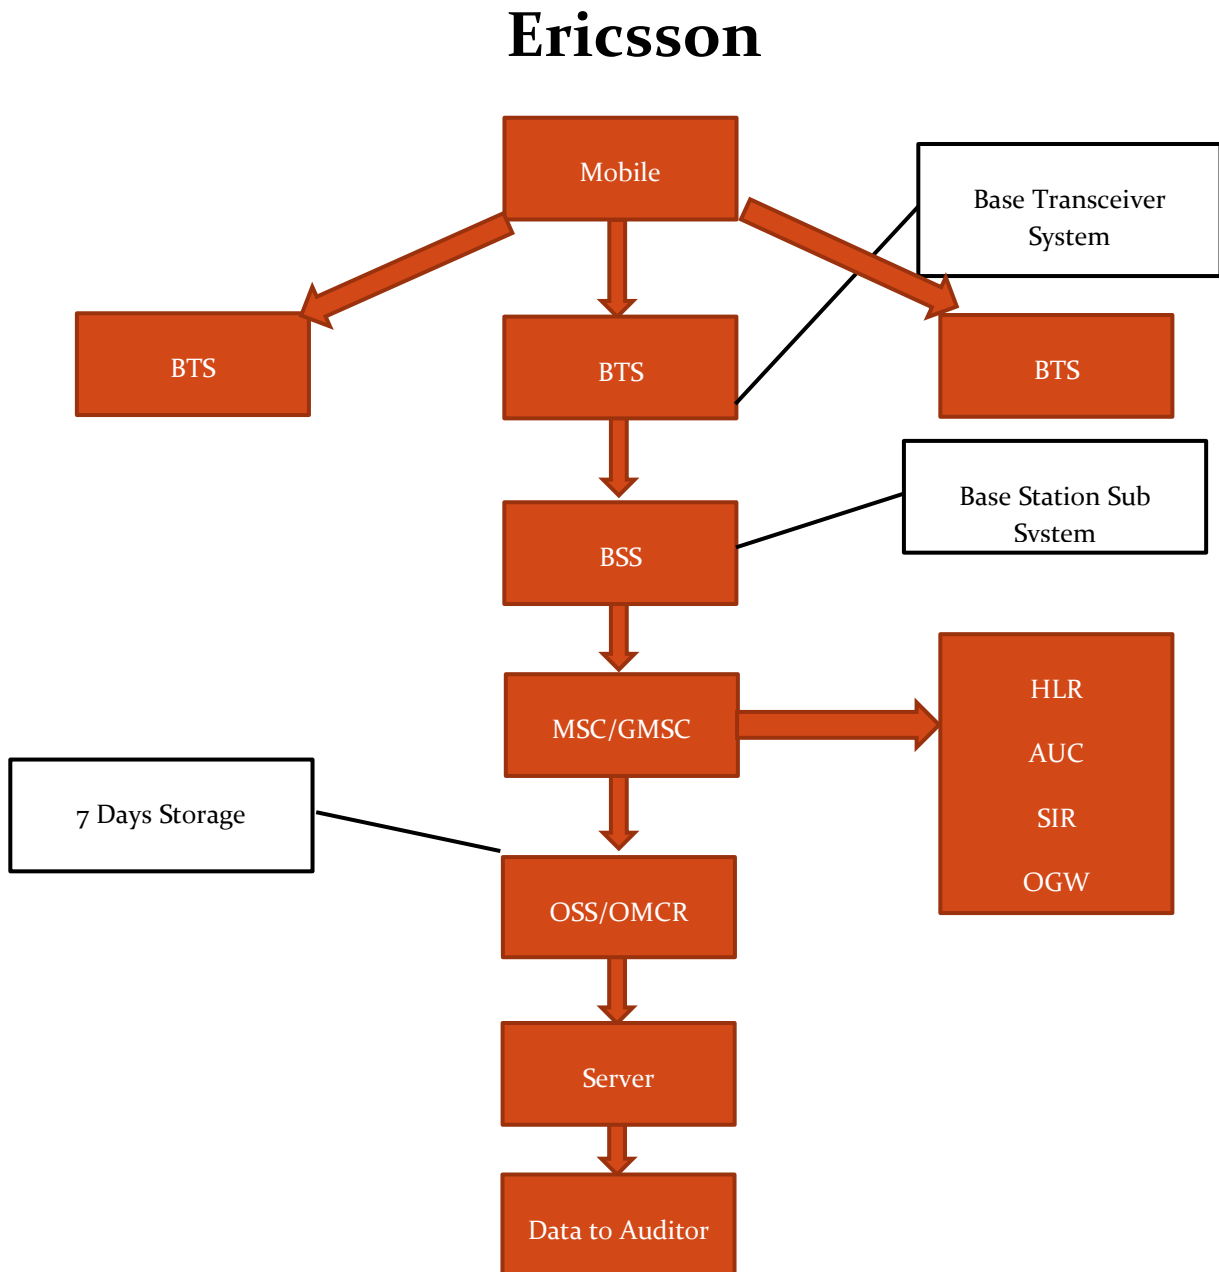 Ericsson
Mobile
Base Transceiver
System
BTS
BTS
BTS
Base Station Sub
System
BSS
HLR
MSC/GMSC
AUC
7 Days Storage
SIR
OGW
OSS/OMCR
Server
Data to Auditor